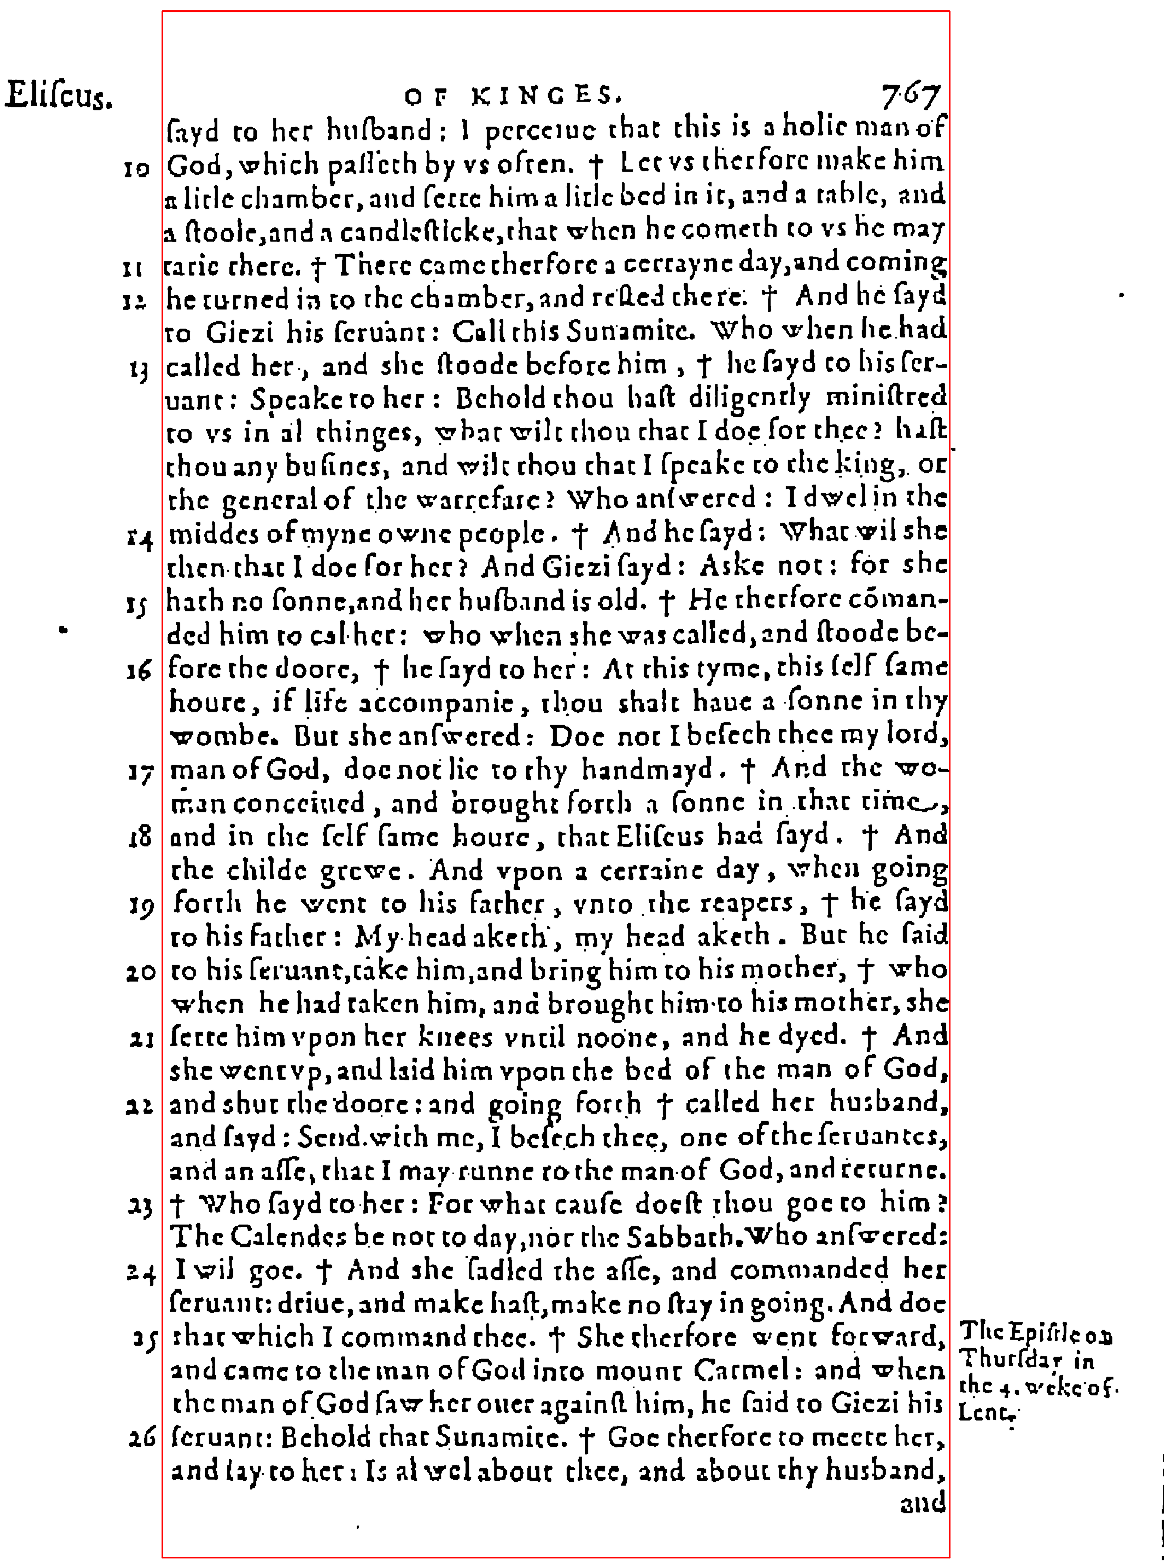 Eliſeus. OF KINGES. 767
ſayd to her huſband: I perceiue that this is a holie man of
10 God, which paſſeth by vs often. † Let vs therfore make him
a litle chamber, and ſette him a litle bed in it, and a table, and
a ſtoole, and a candleſticke, that when he cometh to vs he may
11 tarie there. † There came therfore a certayne day, and coming
12 he turned in to the chamber, and reſted there. † And he ſayd
to Giezi his ſeruant: Call this Sunamite. Who when he had
13 called her, and she ſtoode before him, † he ſayd to his ſer-
uant: Speake to her: Behold thou haſt diligently miniſtred
to vs in al thinges, what wilt thou that I doe for thee? haſt
thou any buſines, and wilt thou that I ſpeake to the king, or
the general of the warrefare? Who anſwered: I dwel in the
14 middes of myne owne people. † And he ſayd: What wil she
then that I doe for her? And Giezi ſayd: Aske not: for she
15 hath no ſonne, and her huſband is old. † He therfore cõman-
ded him to cal her: who when she was called, and ſtoode be-
16 fore the doore, † he ſayd to her: At this tyme, this ſelf ſame
houre, if life accompanie, thou shalt haue a ſonne in thy
wombe. But she anſwered: Doe not I beſech thee my lord,
17 man of God, doe not lie to thy handmayd. † And the wo-
man conceiued, and brought forth a ſonne in that time,
18 and in the ſelf ſame houre, that Eliſeus had ſayd. † And
the childe grewe. And vpon a certaine day, when going
19 forth he went to his father, vnto the reapers, † he ſayd
to his father: My head aketh, my head aketh. But he ſaid
20 to his ſeruant, take him, and bring him to his mother, † who
when he had taken him, and brought him to his mother, she
21 ſette him vpon her knees vntil noone, and he dyed. † And
she went vp, and laid him vpon the bed of the man of God,
22 and shut the doore: and going forth † called her husband,
and ſayd: Send with me, I beſech thee, one of the ſeruantes,
and an aſſe, that I may runne to the man of God, and returne.
23 † Who ſayd to her: For what cauſe doeſt thou goe to him?
The Calendes be not to day, nor the Sabbath. Who anſwered:
24 I wil goe. † And she ſadled the aſſe, and commanded her
ſeruant: driue, and make haſt, make no ſtay in going. And doe
25 that which I command thee. † She therfore went forward,
and came to the man of God into mount Carmel: and when
the man of God ſaw her ouer againſt him, he ſaid to Giezi his
26 ſeruant: Behold that Sunamite. † Goe therfore to meete her,
and ſay to her: Is al wel about thee, and about thy husband,
and
The Epiſtle on
Thurſday in
the 4. weke of
Lent.